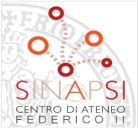 SINAPSI
CENTRO DI ATENEO
FEDERICO II